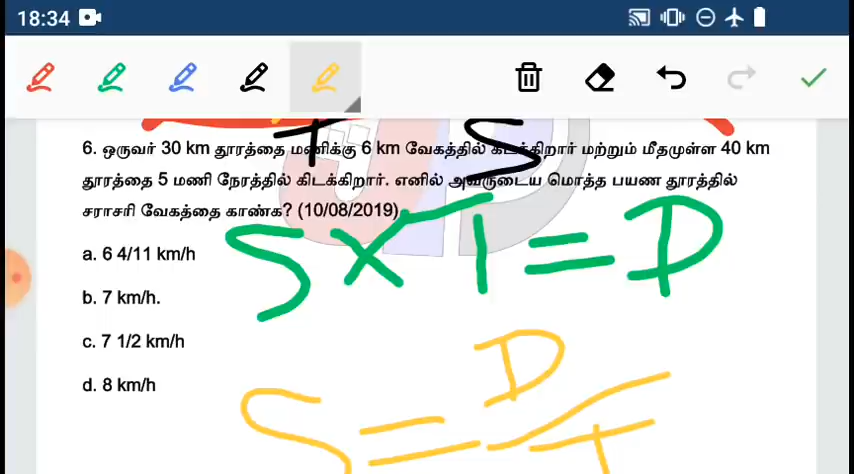 18:34
T S
6. ஒருவர் 30 km தூரத்தை மணிக்கு 6 km வேகத்தில் கடக்கிறார் மற்றும் மீதமுள்ள 40 km
தூரத்தை 5 மணி நேரத்தில் கிடக்கிறார். எனில் அவருடைய மொத்த பயண தூரத்தில்
சராசரி வேகத்தை காண்க? (10/08/2019)
S X T = D
a. 6 4/11 km/h
b. 7 km/h.
c. 7 1/2 km/h
d. 8 km/h
S = D/T